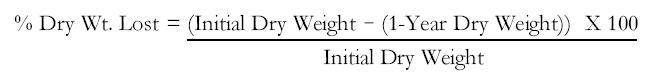 % Dry Wt. Lost = (Initial Dry Weight - (1-Year Dry Weight)) X 100
Initial Dry Weight